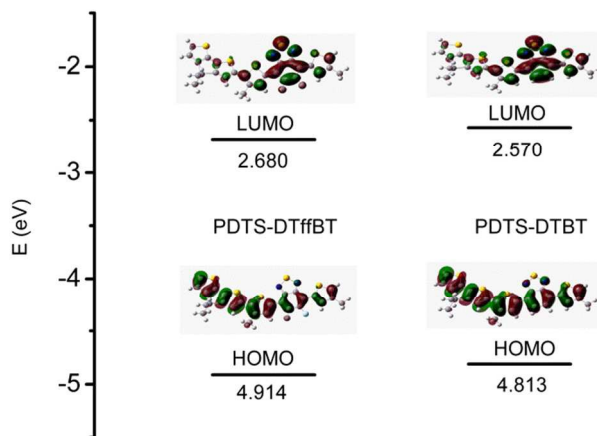 E (eV)
-2
-3
-4
-5
LUMO
2.680
LUMO
2.570
PDTS-DTffBT
PDTS-DTBT
HOMO
4.914
HOMO
4.813